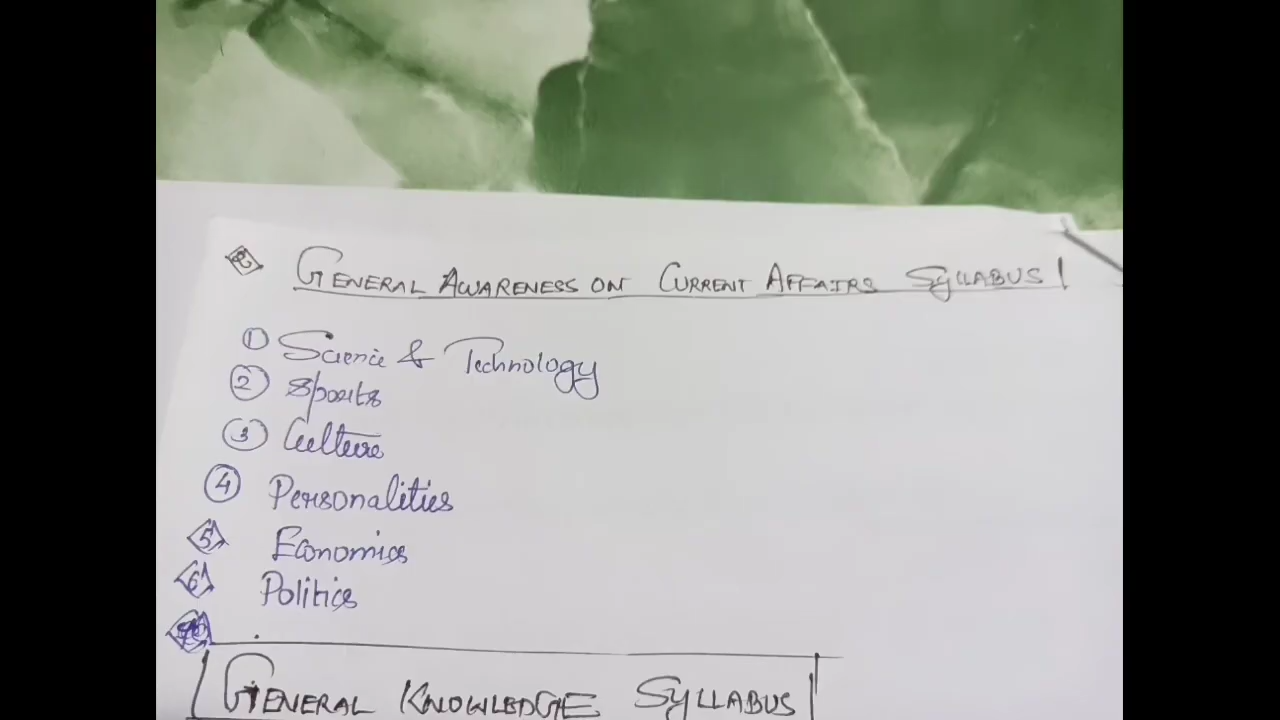 2 GENERAL AWARENESS ON CURRENT AFFAIRS SYLLABUS
1 Science & Technology
2 Sports
3 Culture
4 Personalities
5 Economics
6 Politics
GENERAL KNOWLEDGE SYLLABUS